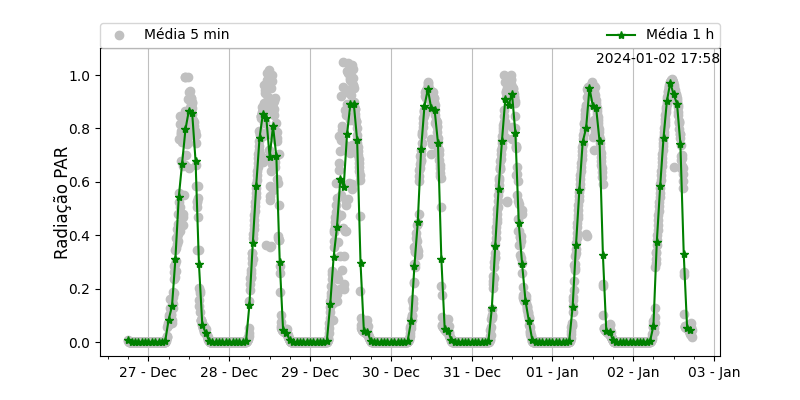 Média 5 min
Média 1 h
2024-01-02 17:58
Radiação PAR
1.0
0.8
0.6
0.4
0.2
0.0
27 - Dec
28 - Dec
29 - Dec
30 - Dec
31 - Dec
01 - Jan
02 - Jan
03 - Jan